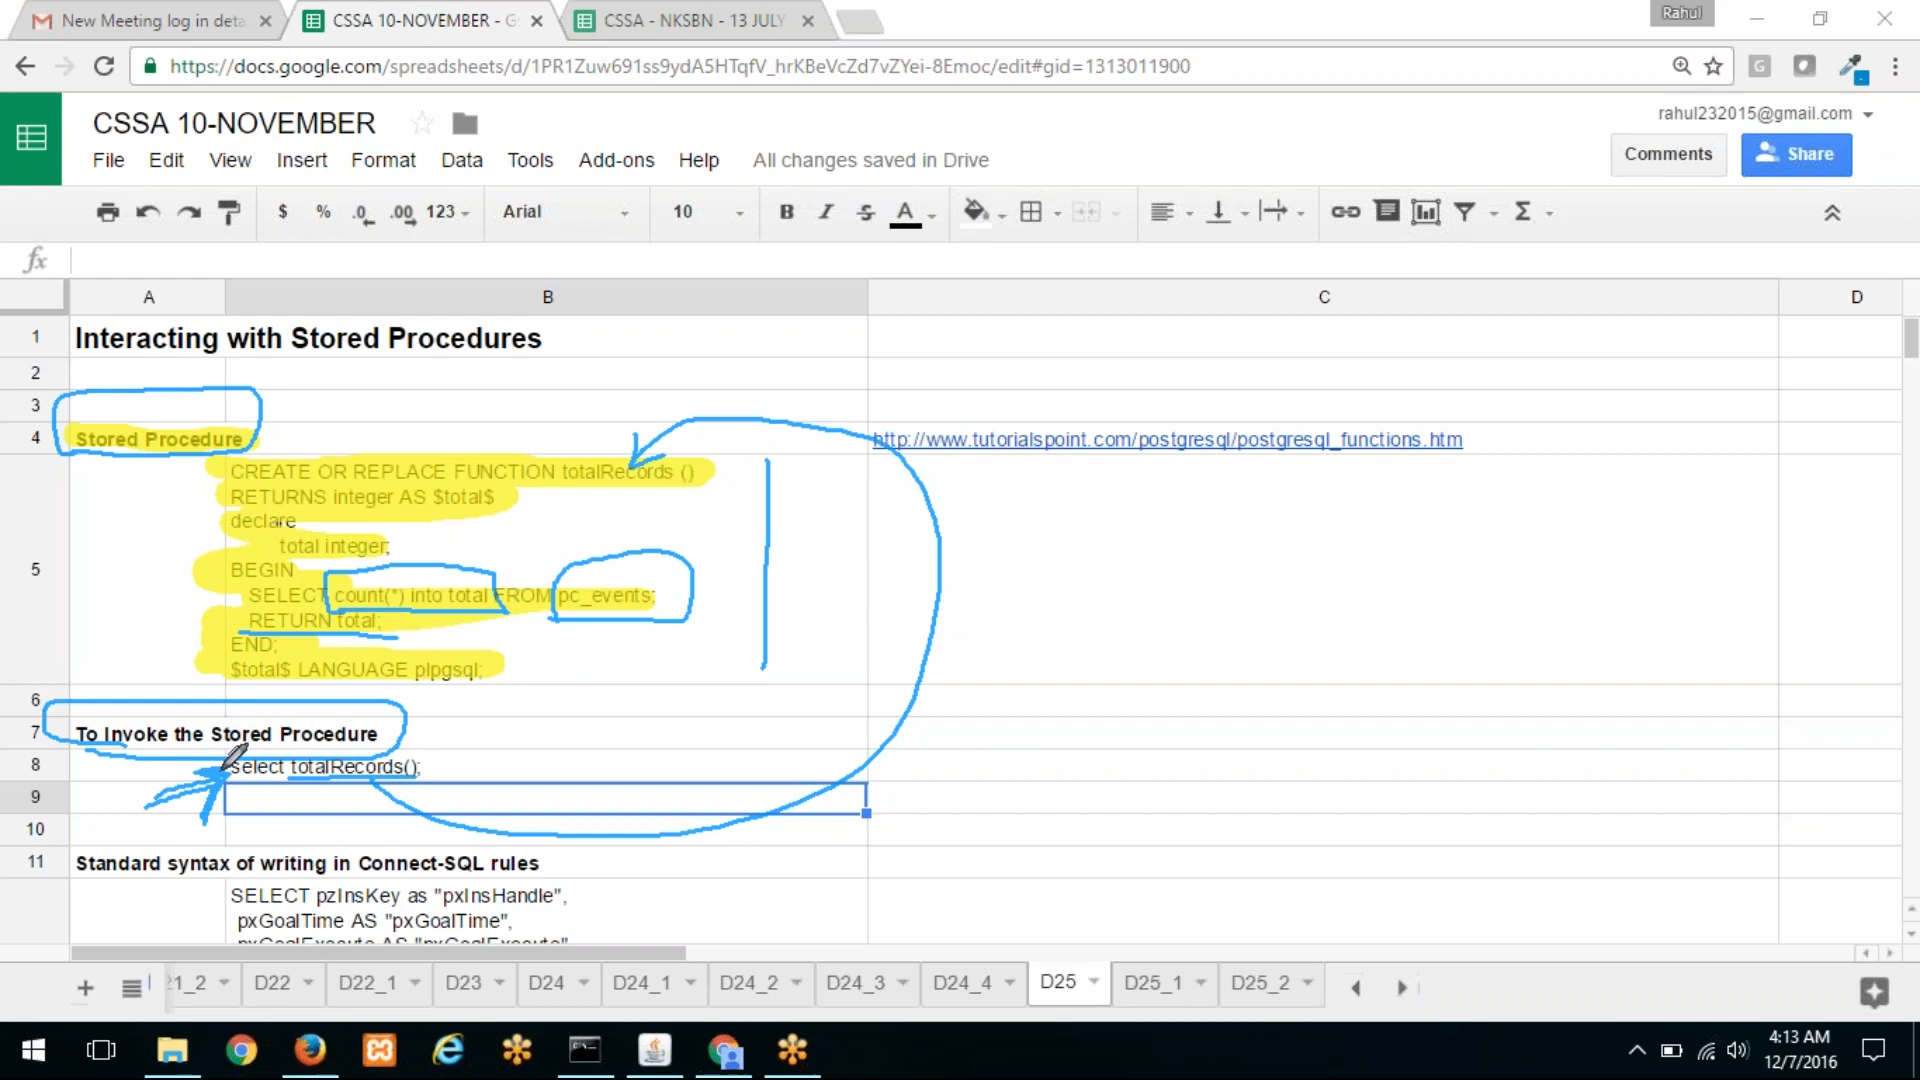 New Meeting log in deta
CSSA 10-NOVEMBER - G
CSSA - NKSBN - 13 JULY
Rahul
https://docs.google.com/spreadsheets/d/1PR1Zuw691ss9ydA5HTqfV_hrKBeVcZd7vZYei-8Emoc/edit#gid=1313011900
CSSA 10-NOVEMBER
rahul232015@gmail.com
File Edit View Insert Format Data Tools Add-ons Help All changes saved in Drive
Comments Share
$ % .0 .00 123 Arial 10 B I S A Σ
fx
A B C D
1 Interacting with Stored Procedures
2
3
4 Stored Procedure http://www.tutorialspoint.com/postgresql/postgresql_functions.htm
CREATE OR REPLACE FUNCTION totalRecords ()
RETURNS integer AS $total$
declare
total integer;
5 BEGIN
SELECT count(*) into total FROM pc_events;
RETURN total;
END;
$total$ LANGUAGE plpgsql;
6
7 To Invoke the Stored Procedure
8 select totalRecords();
9
10
11 Standard syntax of writing in Connect-SQL rules
SELECT pzInsKey as "pxInsHandle",
pxGoalTime AS "pxGoalTime",
pxGoalExecute AS "pxGoalExecute"
21_2 D22 D22_1 D23 D24 D24_1 D24_2 D24_3 D24_4 D25 D25_1 D25_2
4:13 AM
12/7/2016